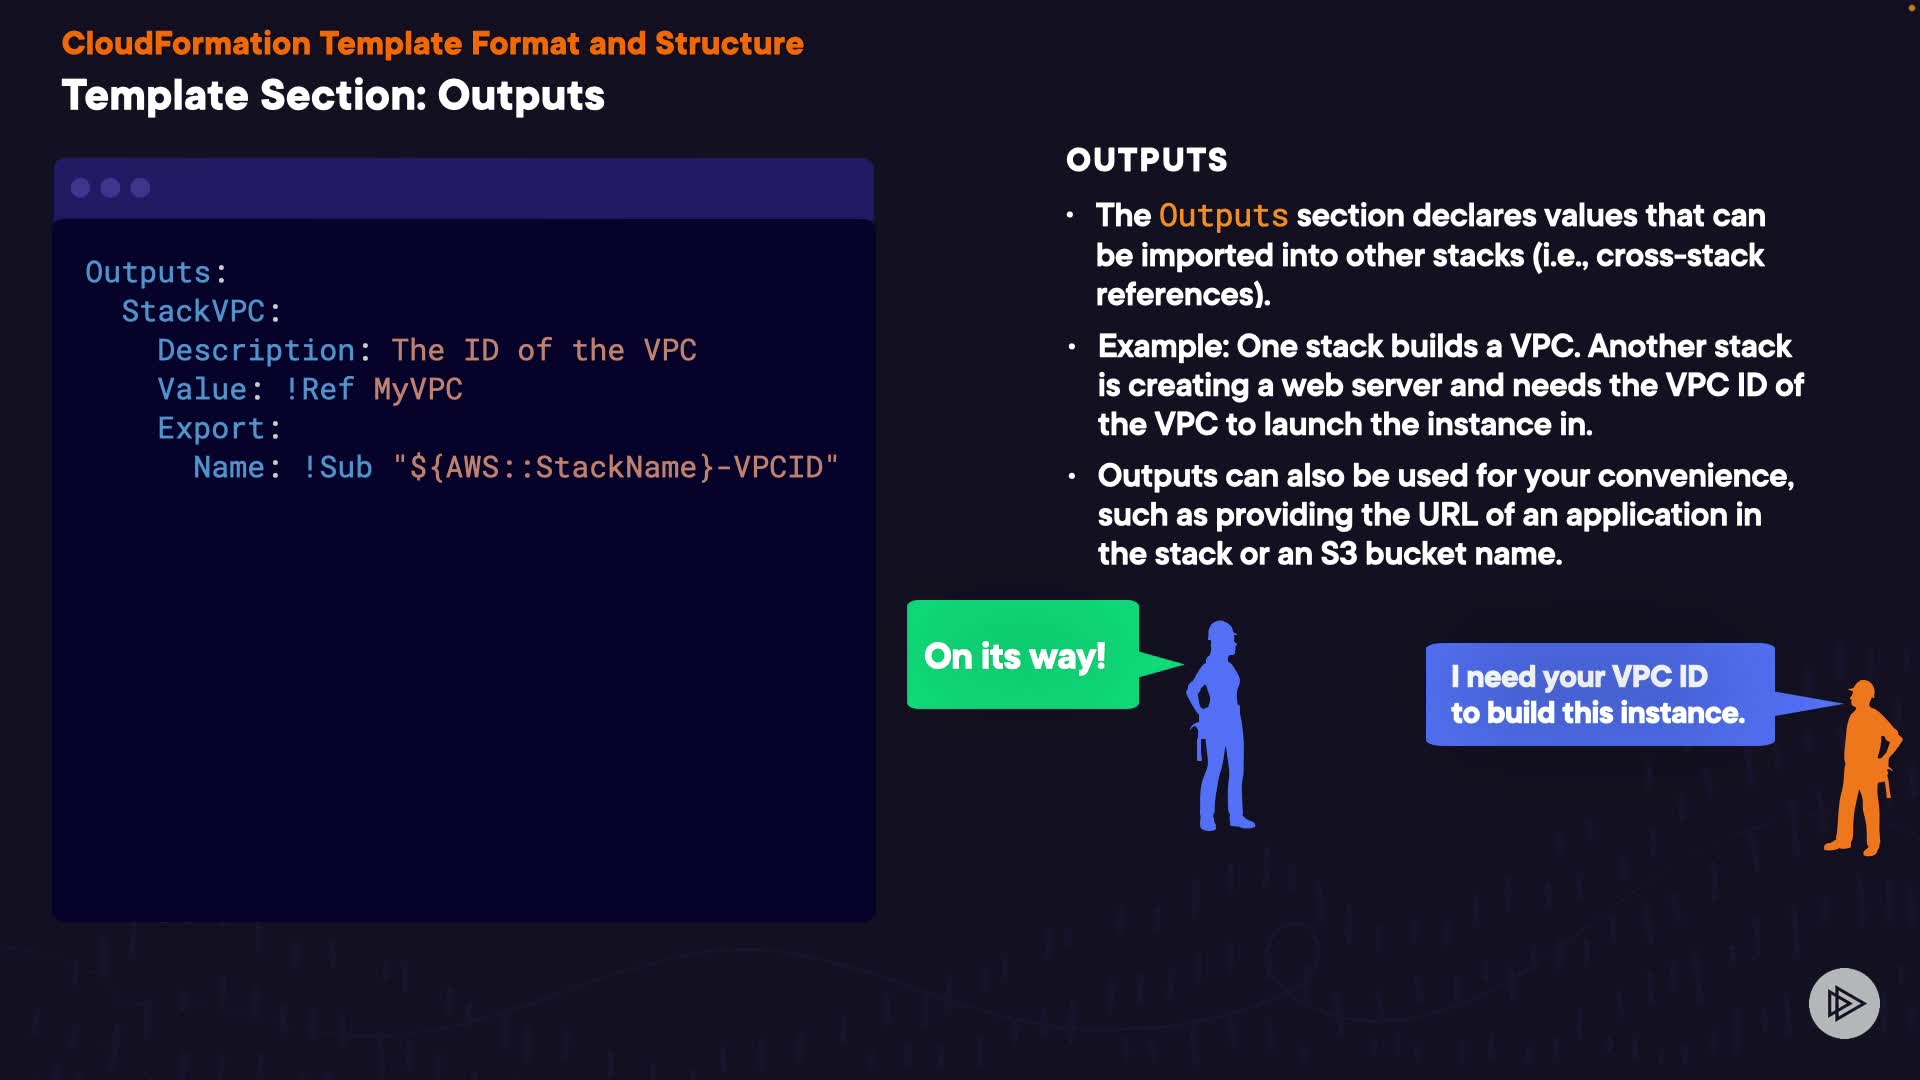 CloudFormation Template Format and Structure
Template Section: Outputs
Outputs:
  StackVPC:
    Description: The ID of the VPC
    Value: !Ref MyVPC
    Export:
      Name: !Sub "${AWS::StackName}-VPCID"
OUTPUTS
• The Outputs section declares values that can
be imported into other stacks (i.e., cross-stack
references).
• Example: One stack builds a VPC. Another stack
is creating a web server and needs the VPC ID of
the VPC to launch the instance in.
• Outputs can also be used for your convenience,
such as providing the URL of an application in
the stack or an S3 bucket name.
On its way!
I need your VPC ID
to build this instance.